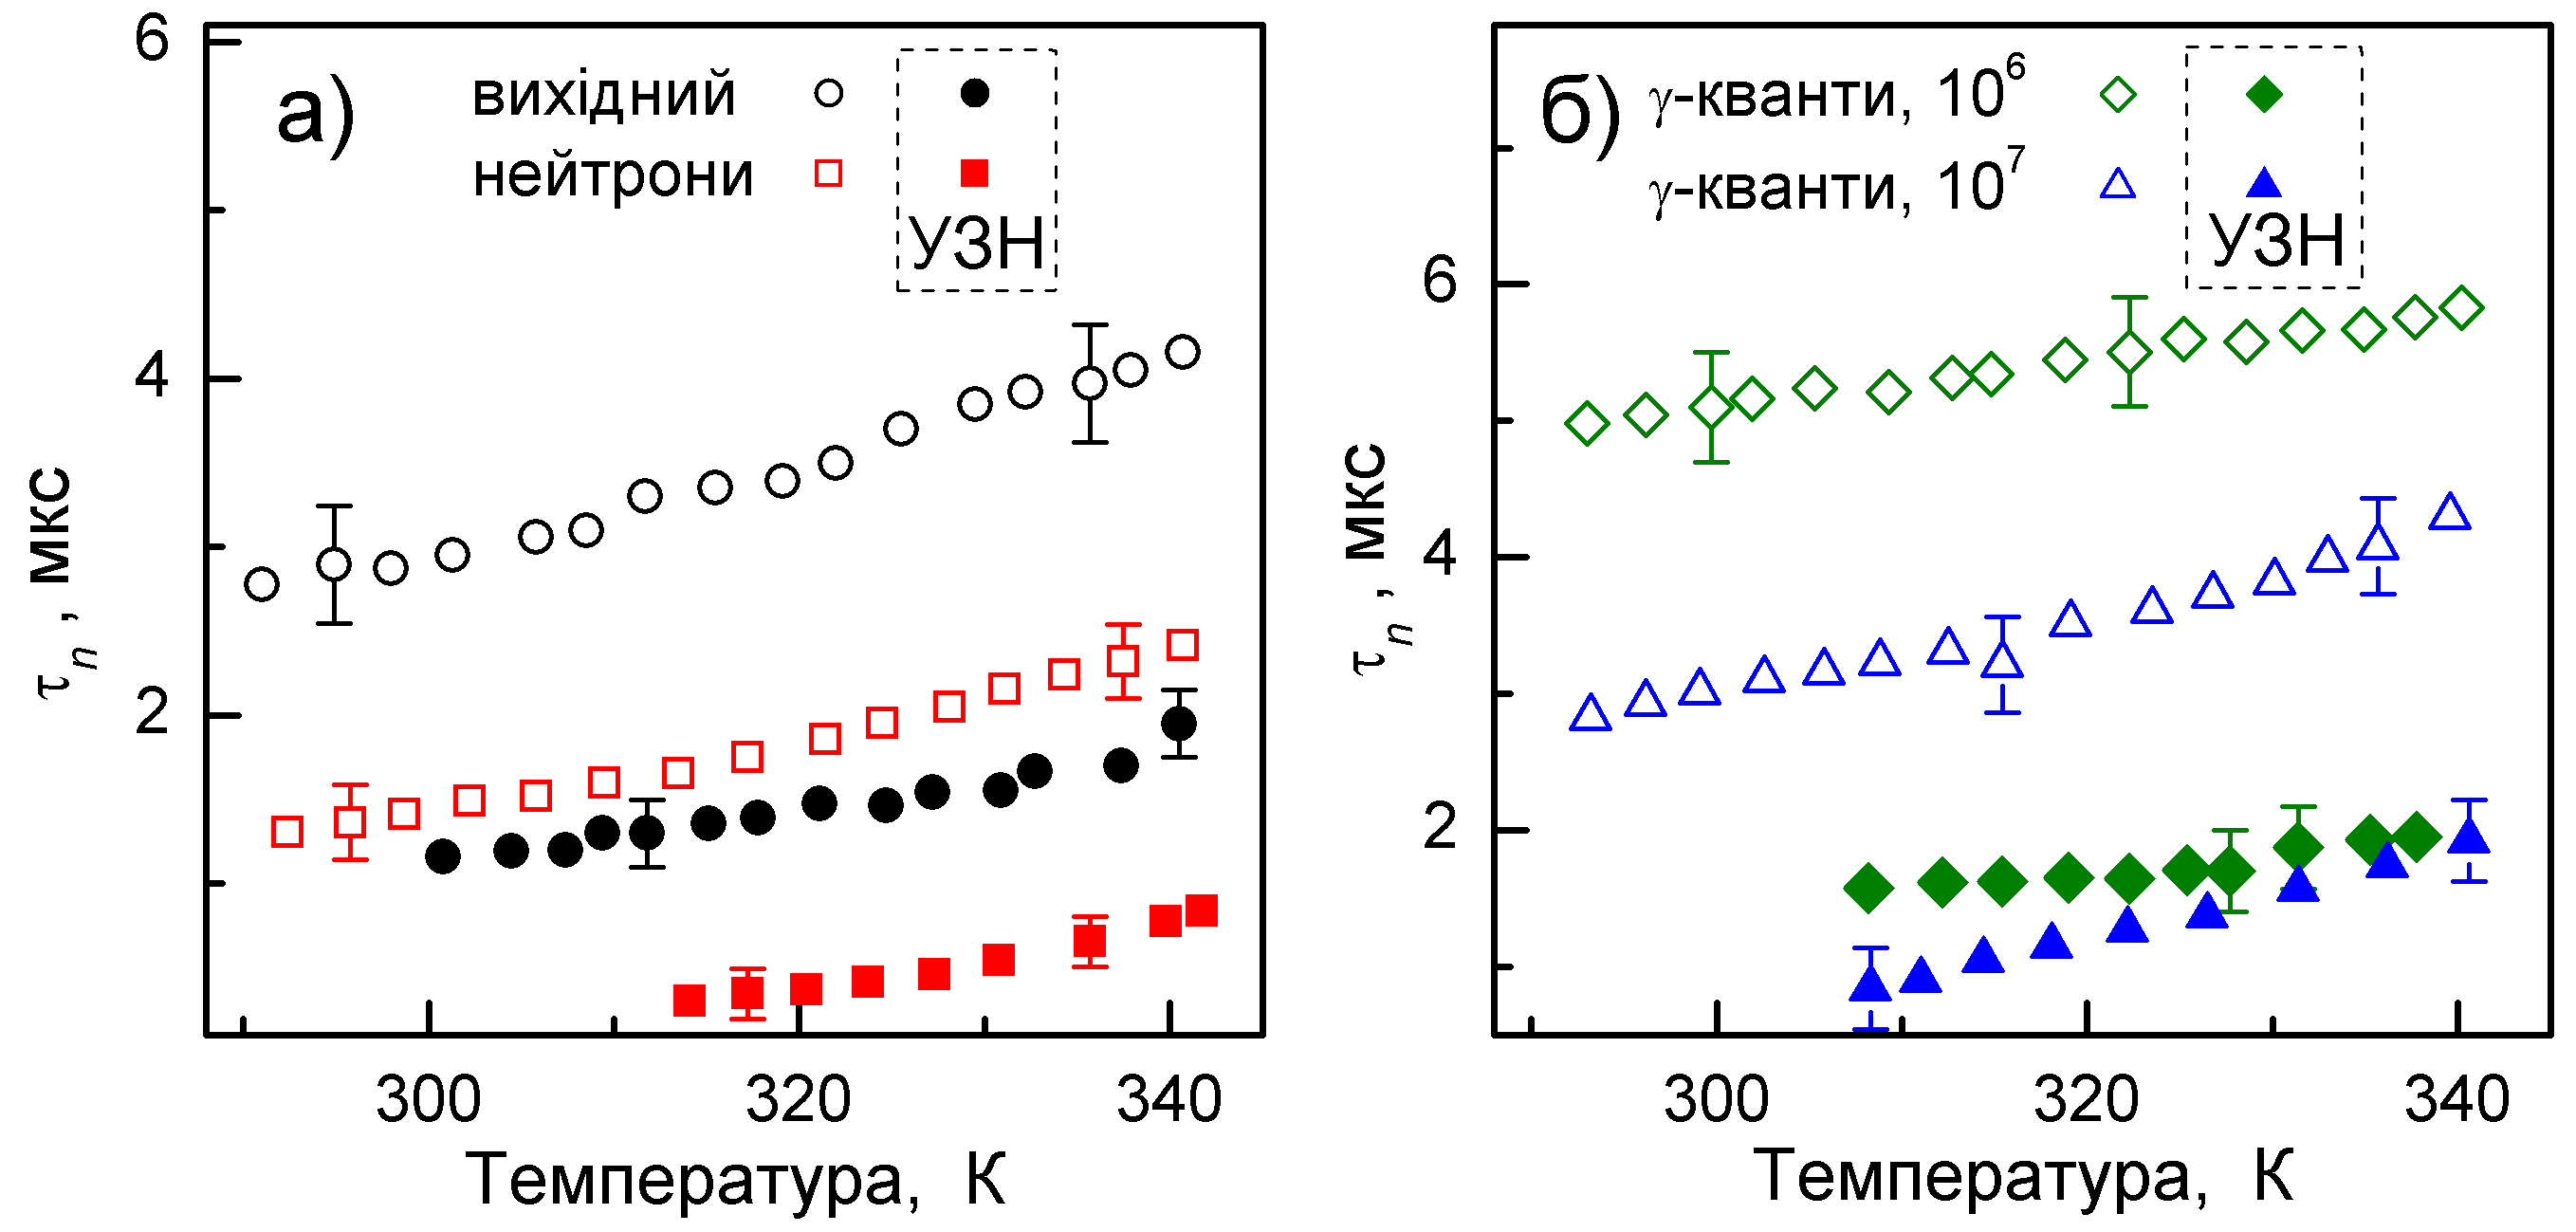 а)
вихідний
нейтрони
УЗН
6
4
2
τn, мкс
300 320 340
Температура, К
б)
γ-кванти, 10^6
γ-кванти, 10^7
УЗН
6
4
2
τn, мкс
300 320 340
Температура, К